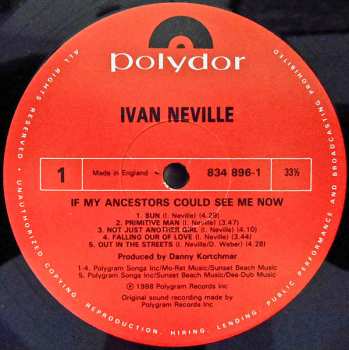 polydor
IVAN NEVILLE
1
Made in England
834 896-1
33⅓
IF MY ANCESTORS COULD SEE ME NOW
1. SUN (I. Neville) (4.29)
2. PRIMITIVE MAN (I. Neville) (3.47)
3. NOT JUST ANOTHER GIRL (I. Neville) (4.10)
4. FALLING OUR OF LOVE (I. Neville) (4.24)
5. OUT IN THE STREETS (I. Neville/D. Weber) (4.28)
Produced by Danny Kortchmar
1-4. Polygram Songs Inc/Mo-Ret Music/Sunset Beach Music
5. Polygram Songs Inc/Sunset Beach Music/Dee-Dub Music
℗ 1988 Polygram Records Inc
Original sound recording made by
Polygram Records Inc
ALL RIGHTS RESERVED. UNAUTHORIZED COPYING, REPRODUCTION, HIRING, LENDING, PUBLIC PERFORMANCE AND BROADCASTING PROHIBITED